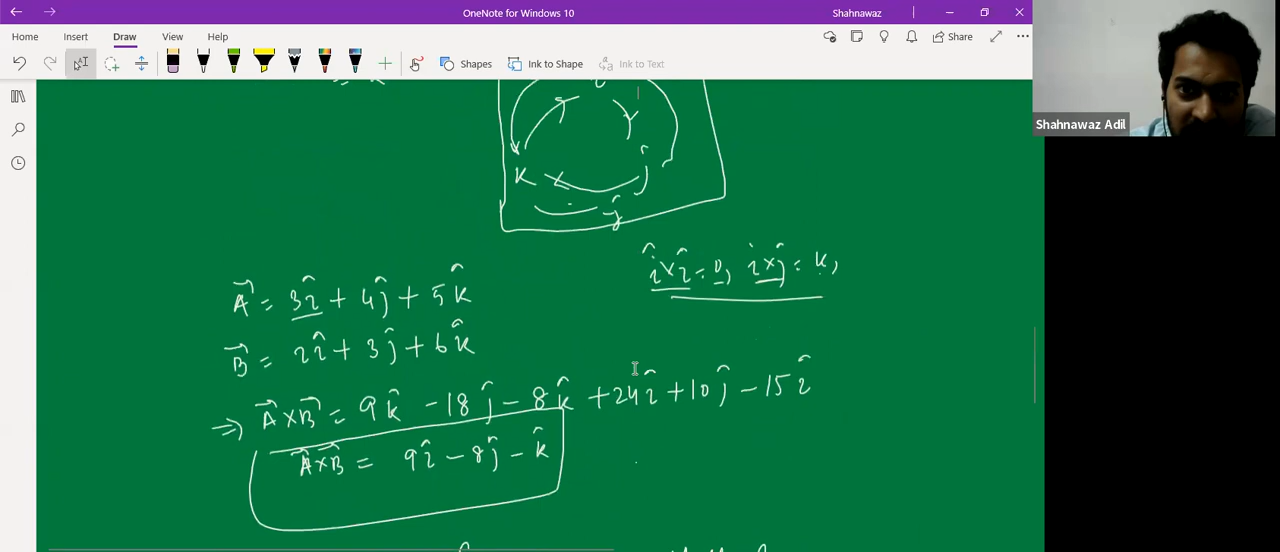 OneNote for Windows 10
Shahnawaz
Home Insert Draw View Help
Share
Shapes
Ink to Shape
Ink to Text
Shahnawaz Adil
k ĵ
-ĵ
î×î=0, i×ĵ=k,
A⃗ = 3î + 4ĵ + 5k̂
B⃗ = 2î + 3ĵ + 6k̂
⇒ A⃗×B⃗ = 9k̂ - 18ĵ - 8k̂ + 24î + 10ĵ - 15î
A⃗×B⃗ = 9î - 8ĵ - k̂